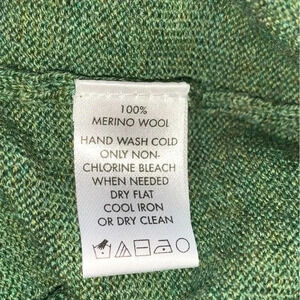 100%
MERINO WOOL
HAND WASH COLD
ONLY NON-
CHLORINE BLEACH
WHEN NEEDED
DRY FLAT
COOL IRON
OR DRY CLEAN